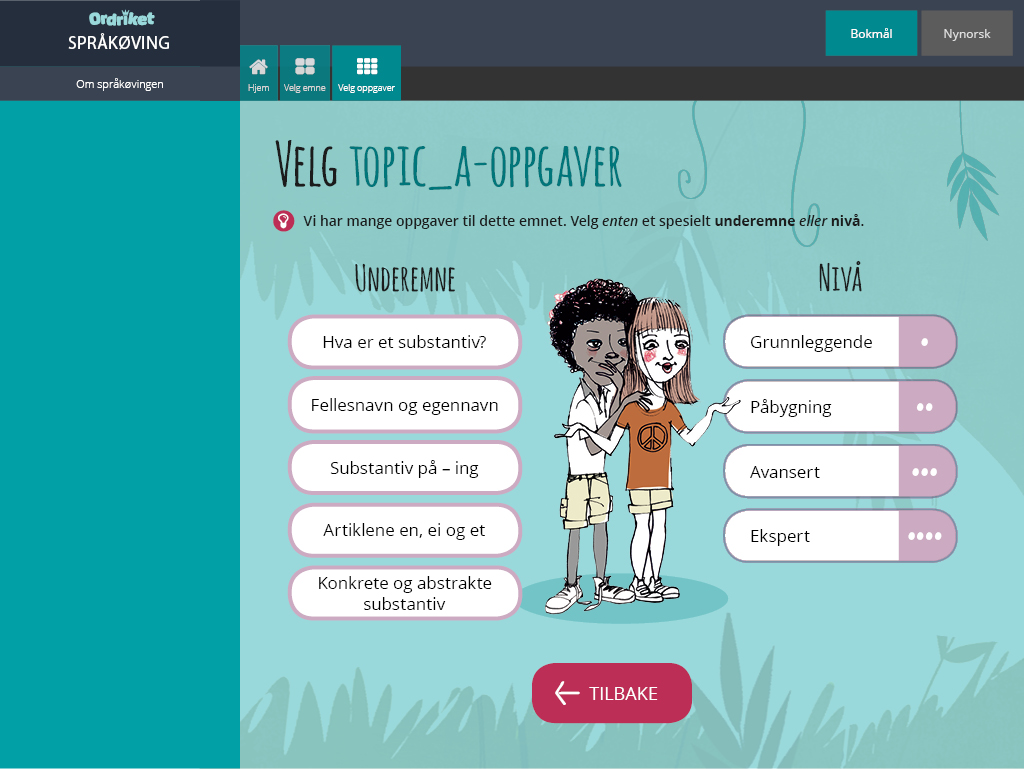 Ordriket
SPRÅKØVING
Om språkøvingen
Hjem
Velg emne
Velg oppgaver
Bokmål
Nynorsk
Velg topic_a-oppgaver
Vi har mange oppgaver til dette emnet. Velg enten et spesielt underemne eller nivå.
Underemne
Hva er et substantiv?
Fellesnavn og egennavn
Substantiv på – ing
Artiklene en, ei og et
Konkrete og abstrakte
substantiv
Nivå
Grunnleggende
Påbygning
Avansert
Ekspert
TILBAKE